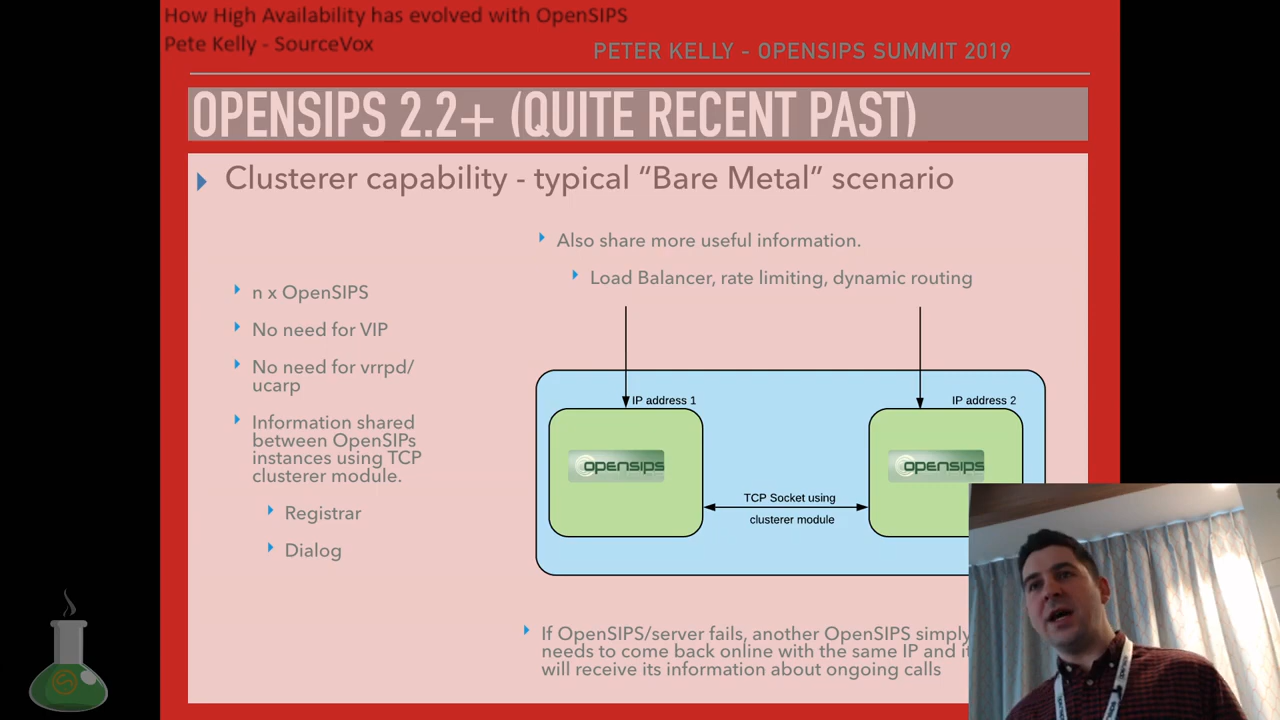 How High Availability has evolved with OpenSIPS
Pete Kelly - SourceVox
PETER KELLY - OPENSIPS SUMMIT 2019
OPENSIPS 2.2+ (QUITE RECENT PAST)
Clusterer capability - typical “Bare Metal” scenario
Also share more useful information.
Load Balancer, rate limiting, dynamic routing
n x OpenSIPS
No need for VIP
No need for vrrpd/
ucarp
Information shared
between OpenSIPs
instances using TCP
clusterer module.
Registrar
Dialog
IP address 1
IP address 2
opensips
opensips
TCP Socket using
clusterer module
If OpenSIPS/server fails, another OpenSIPS simply
needs to come back online with the same IP and it
will receive its information about ongoing calls